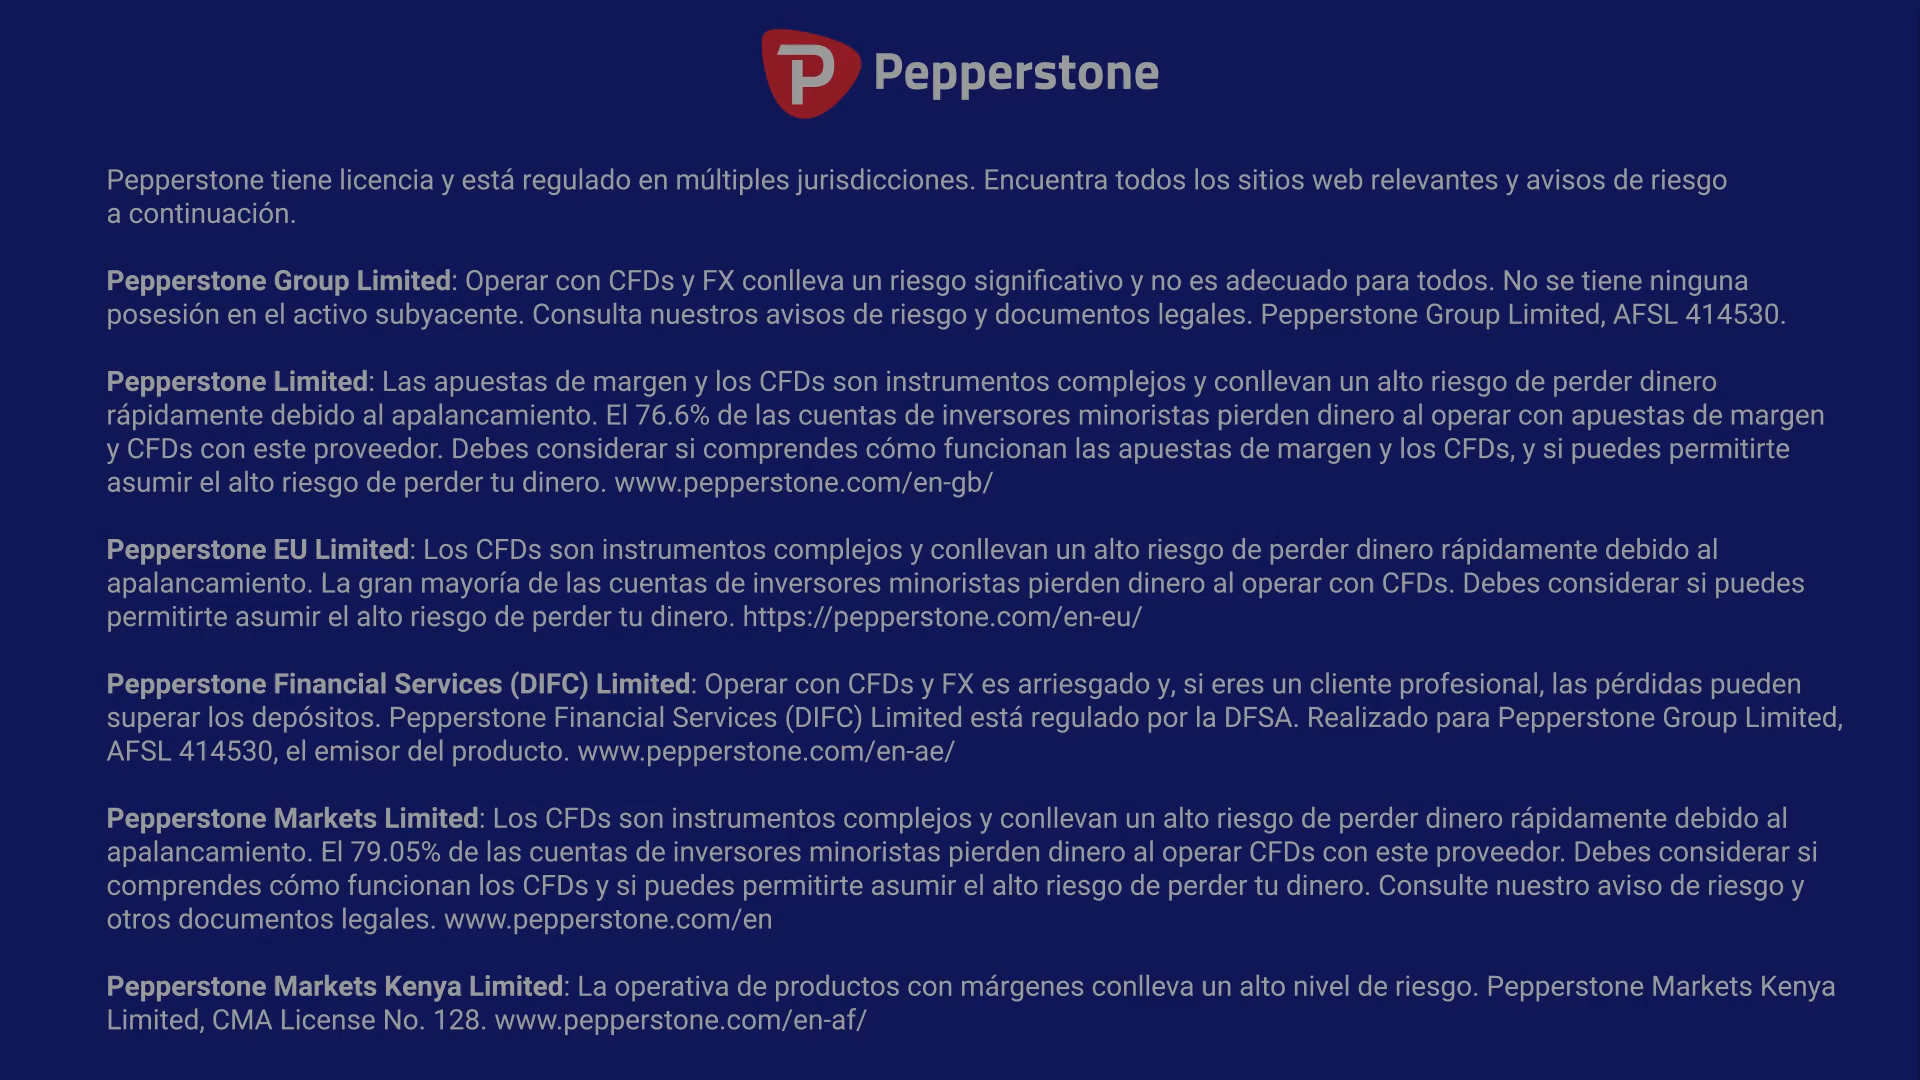 Pepperstone
Pepperstone tiene licencia y está regulado en múltiples jurisdicciones. Encuentra todos los sitios web relevantes y avisos de riesgo
a continuación.
Pepperstone Group Limited: Operar con CFDs y FX conlleva un riesgo significativo y no es adecuado para todos. No se tiene ninguna
posesión en el activo subyacente. Consulta nuestros avisos de riesgo y documentos legales. Pepperstone Group Limited, AFSL 414530.
Pepperstone Limited: Las apuestas de margen y los CFDs son instrumentos complejos y conllevan un alto riesgo de perder dinero
rápidamente debido al apalancamiento. El 76.6% de las cuentas de inversores minoristas pierden dinero al operar con apuestas de margen
y CFDs con este proveedor. Debes considerar si comprendes cómo funcionan las apuestas de margen y los CFDs, y si puedes permitirte
asumir el alto riesgo de perder tu dinero. www.pepperstone.com/en-gb/
Pepperstone EU Limited: Los CFDs son instrumentos complejos y conllevan un alto riesgo de perder dinero rápidamente debido al
apalancamiento. La gran mayoría de las cuentas de inversores minoristas pierden dinero al operar con CFDs. Debes considerar si puedes
permitirte asumir el alto riesgo de perder tu dinero. https://pepperstone.com/en-eu/
Pepperstone Financial Services (DIFC) Limited: Operar con CFDs y FX es arriesgado y, si eres un cliente profesional, las pérdidas pueden
superar los depósitos. Pepperstone Financial Services (DIFC) Limited está regulado por la DFSA. Realizado para Pepperstone Group Limited,
AFSL 414530, el emisor del producto. www.pepperstone.com/en-ae/
Pepperstone Markets Limited: Los CFDs son instrumentos complejos y conllevan un alto riesgo de perder dinero rápidamente debido al
apalancamiento. El 79.05% de las cuentas de inversores minoristas pierden dinero al operar CFDs con este proveedor. Debes considerar si
comprendes cómo funcionan los CFDs y si puedes permitirte asumir el alto riesgo de perder tu dinero. Consulte nuestro aviso de riesgo y
otros documentos legales. www.pepperstone.com/en
Pepperstone Markets Kenya Limited: La operativa de productos con márgenes conlleva un alto nivel de riesgo. Pepperstone Markets Kenya
Limited, CMA License No. 128. www.pepperstone.com/en-af/